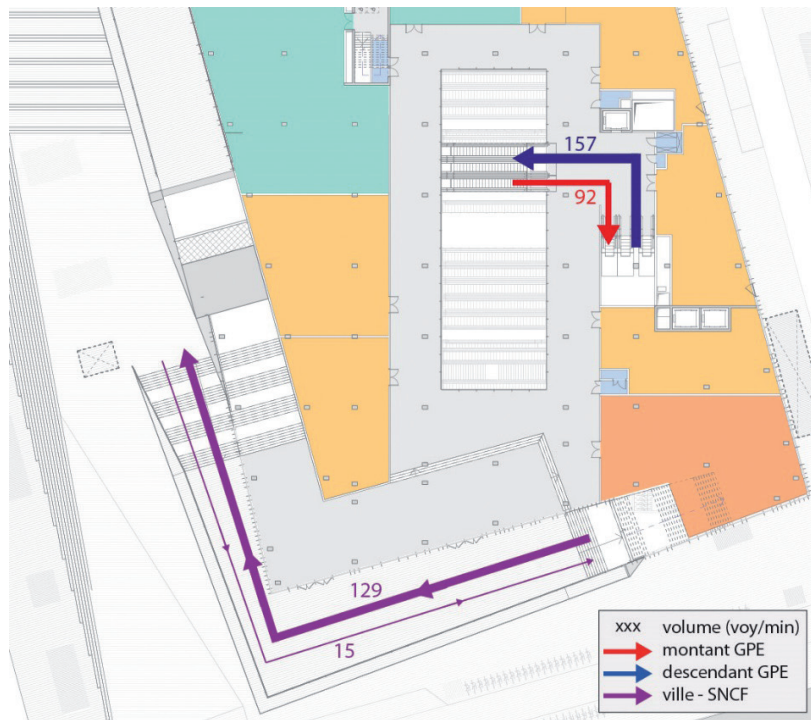 157
92
129
15
xxx volume (voy/min)
montant GPE
descendant GPE
ville - SNCF